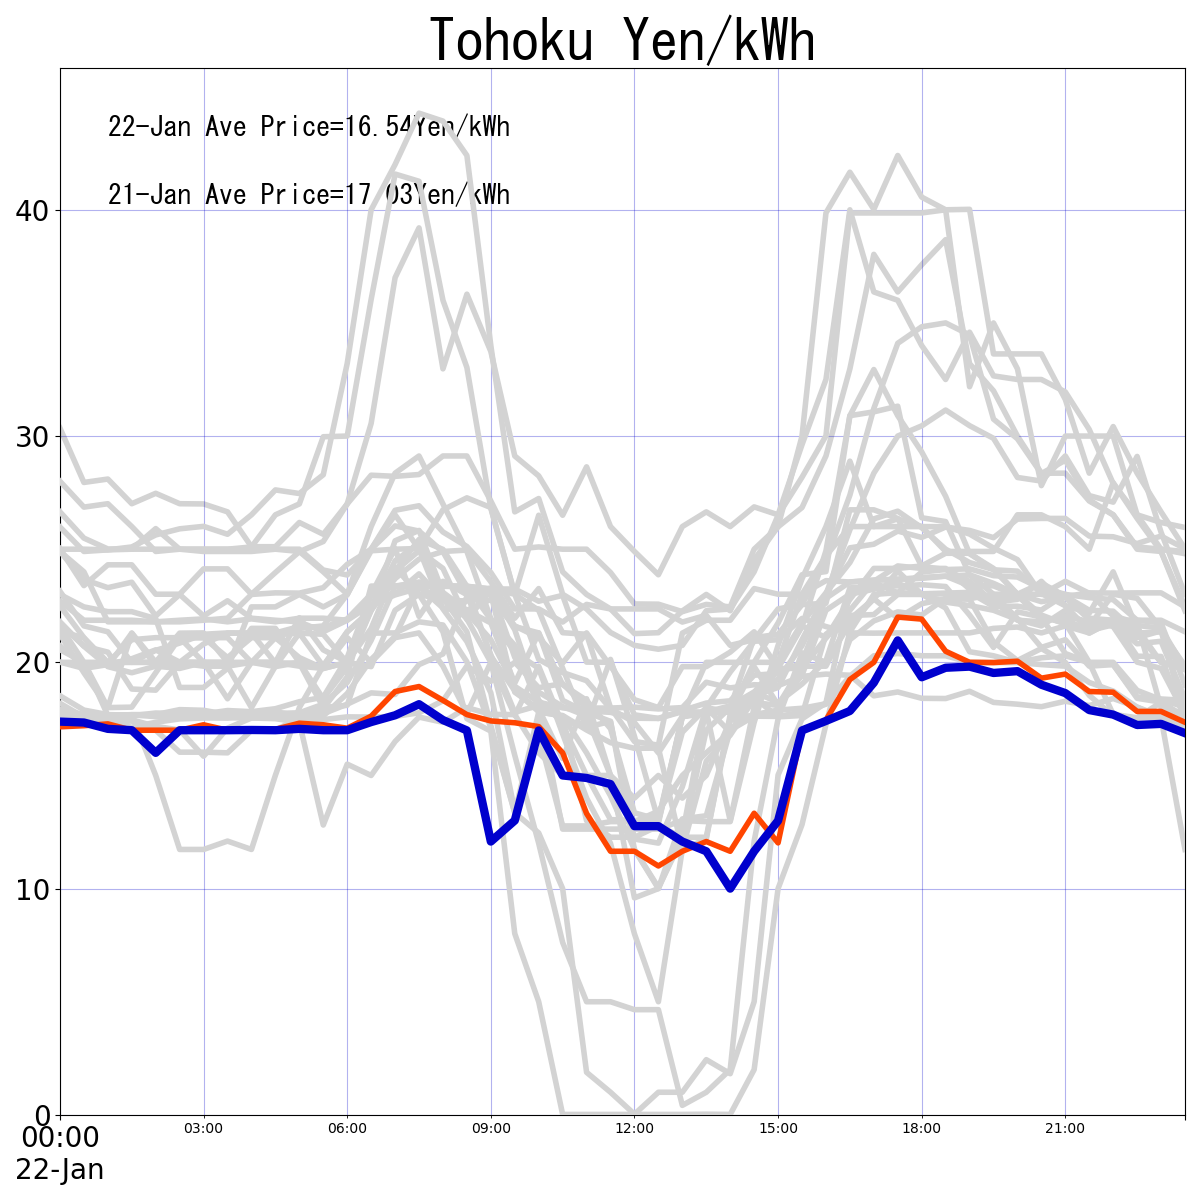 Tohoku Yen/kWh
22-Jan Ave Price=16.54Yen/kWh
21-Jan Ave Price=17.03Yen/kWh
40
30
20
10
0
00:00 03:00 06:00 09:00 12:00 15:00 18:00 21:00
22-Jan